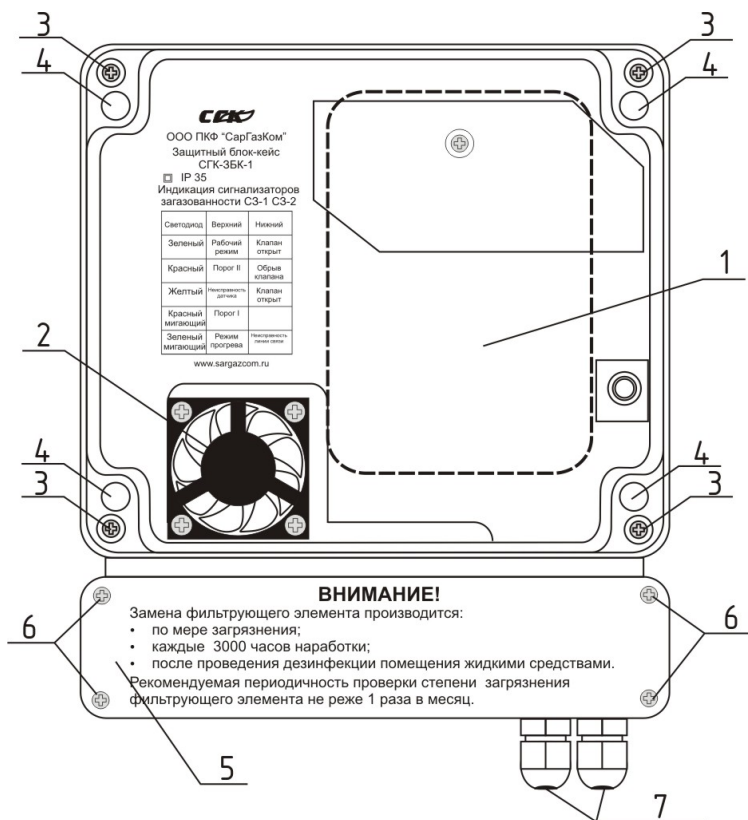 3
3
4
4
СГК
ООО ПКФ "СарГазКом"
Защитный блок-кейс
СГК-ЗБК-1
IP 35
Индикация сигнализаторов
загазованности СЗ-1 СЗ-2
Светодиод Верхний Нижний
Зеленый Рабочий режим Клапан открыт
Красный Порог II Обрыв клапана
Желтый Неисправность датчика Клапан открыт
Красный мигающий Порог I
Зеленый мигающий Режим прогрева Неисправность линии связи
www.sargazcom.ru
1
2
4
4
3
3
ВНИМАНИЕ!
Замена фильтрующего элемента производится:
• по мере загрязнения;
• каждые 3000 часов наработки;
• после проведения дезинфекции помещения жидкими средствами.
Рекомендуемая периодичность проверки степени загрязнения
фильтрующего элемента не реже 1 раза в месяц.
6
6
5
7